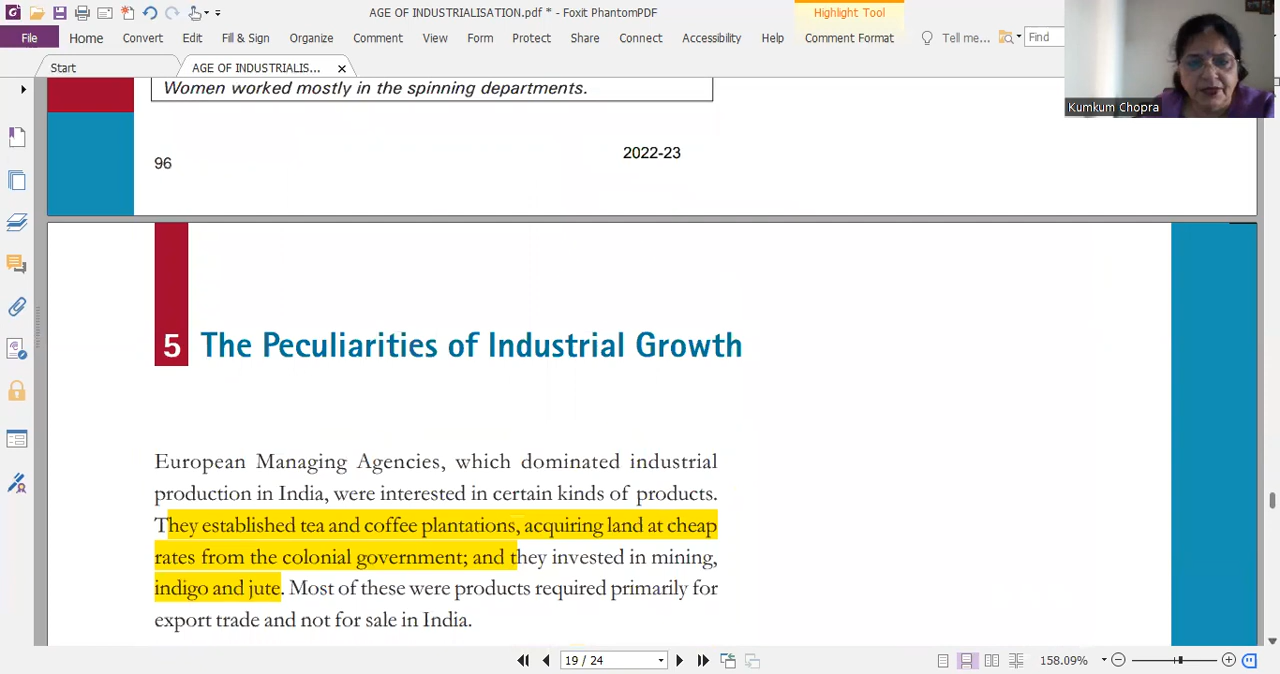 AGE OF INDUSTRIALISATION.pdf * - Foxit PhantomPDF
Highlight Tool
File Home Convert Edit Fill & Sign Organize Comment View Form Protect Share Connect Accessibility Help Comment Format Tell me... Find
Start
AGE OF INDUSTRIALIS...
Kumkum Chopra
Women worked mostly in the spinning departments.
96
2022-23
5 The Peculiarities of Industrial Growth
European Managing Agencies, which dominated industrial
production in India, were interested in certain kinds of products.
They established tea and coffee plantations, acquiring land at cheap
rates from the colonial government; and they invested in mining,
indigo and jute. Most of these were products required primarily for
export trade and not for sale in India.
19 / 24
158.09%